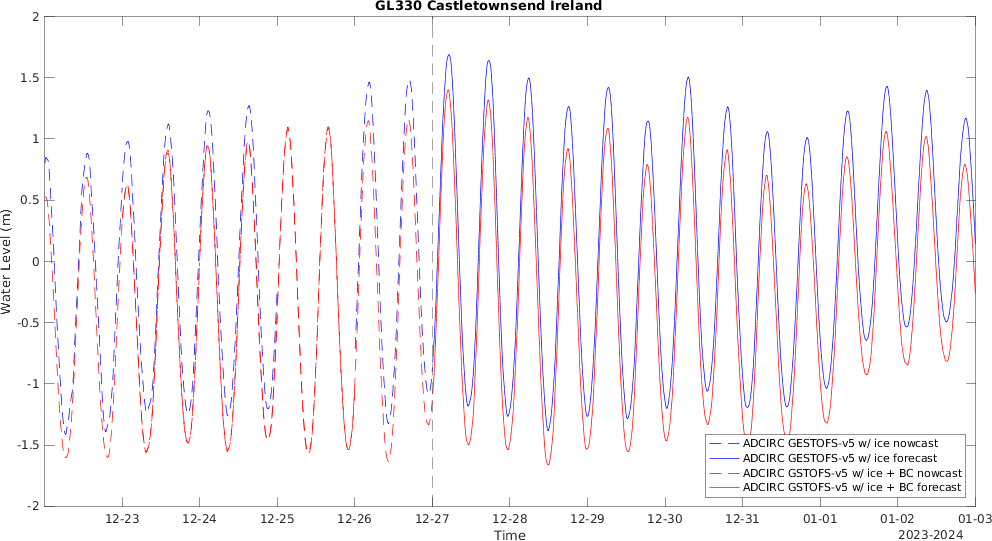 GL330 Castletownsend Ireland
2
1.5
1
0.5
0
-0.5
-1
-1.5
-2
Water Level (m)
ADCIRC GESTOFS-v5 w/ ice nowcast
ADCIRC GESTOFS-v5 w/ ice forecast
ADCIRC GSTOFS-v5 w/ ice + BC nowcast
ADCIRC GSTOFS-v5 w/ ice + BC forecast
12-23 12-24 12-25 12-26 12-27 12-28 12-29 12-30 12-31 01-01 01-02 01-03
Time
2023-2024